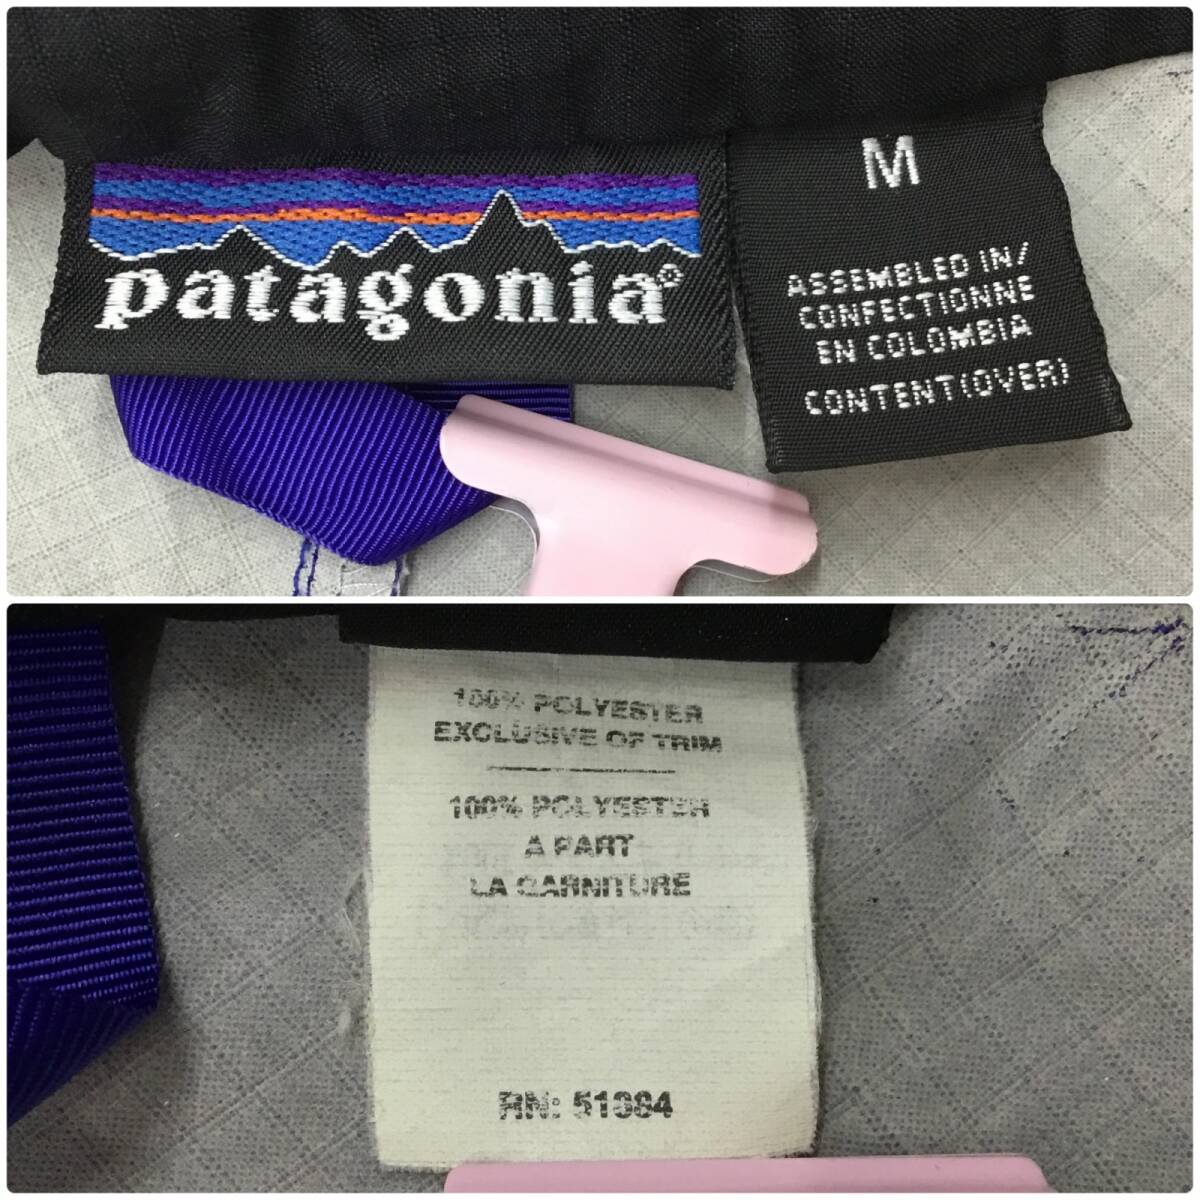 patagonia®
M
ASSEMBLED IN/
CONFECTIONNE
EN COLOMBIA
CONTENT(OVER)
100% POLYESTER
EXCLUSIVE OF TRIM
100% POLYESTER
A PART
LA GARNITURE
RN: 51884